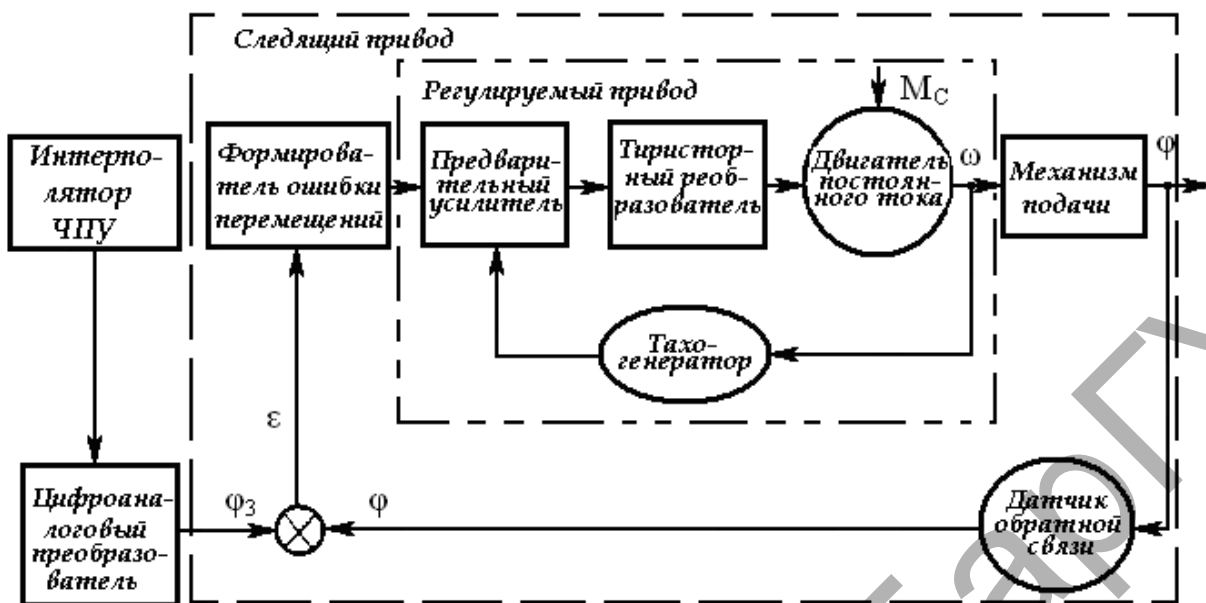 Следящий привод
Регулируемый привод
M_C
Интерпо-
лятор
ЧПУ
Формирова-
тель ошибки
перемещений
Предвари-
тельный
усилитель
Тиристор-
ный реоб-
разователь
Двигатель
постоян-
ного тока
ω
Механизм
подачи
φ
Тахо-
генератор
ε
Цифроана-
логовый
преобразо-
ватель
φ₃
φ
Датчик
обратной
связи